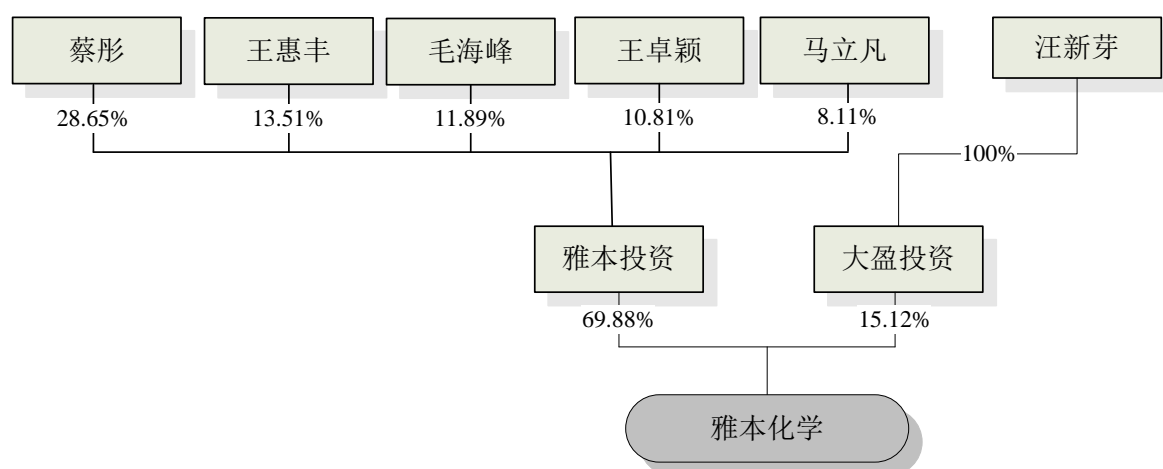 蔡彤 王惠丰 毛海峰 王卓颖 马立凡 汪新芽
28.65% 13.51% 11.89% 10.81% 8.11%
100%
雅本投资 大盈投资
69.88% 15.12%
雅本化学